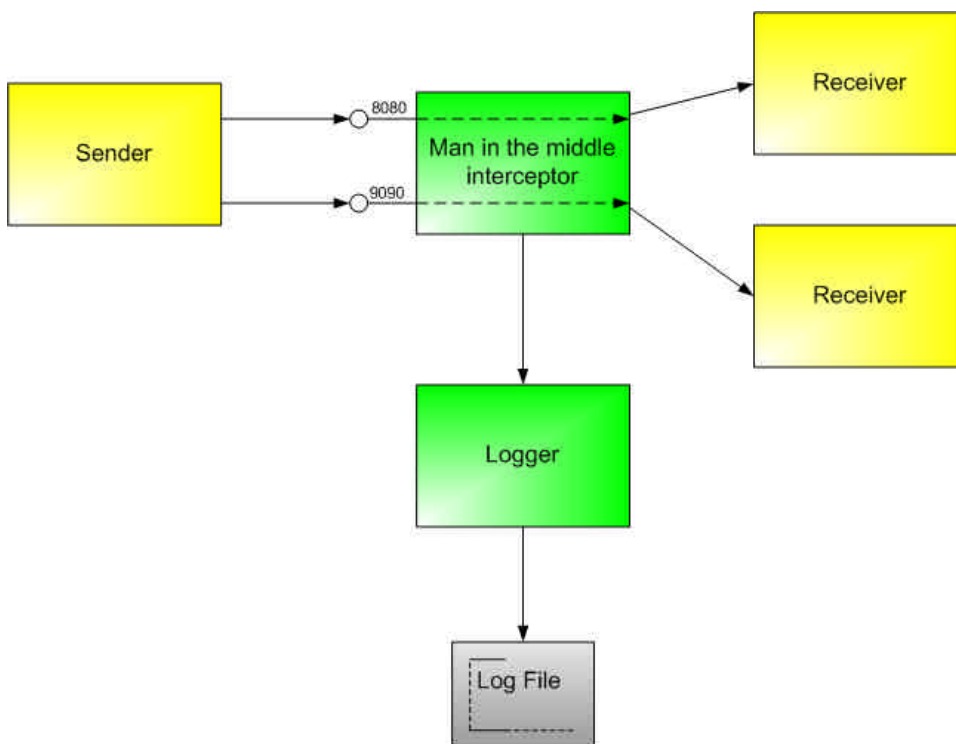 Sender
8080
9090
Man in the middle
interceptor
Receiver
Receiver
Logger
Log File